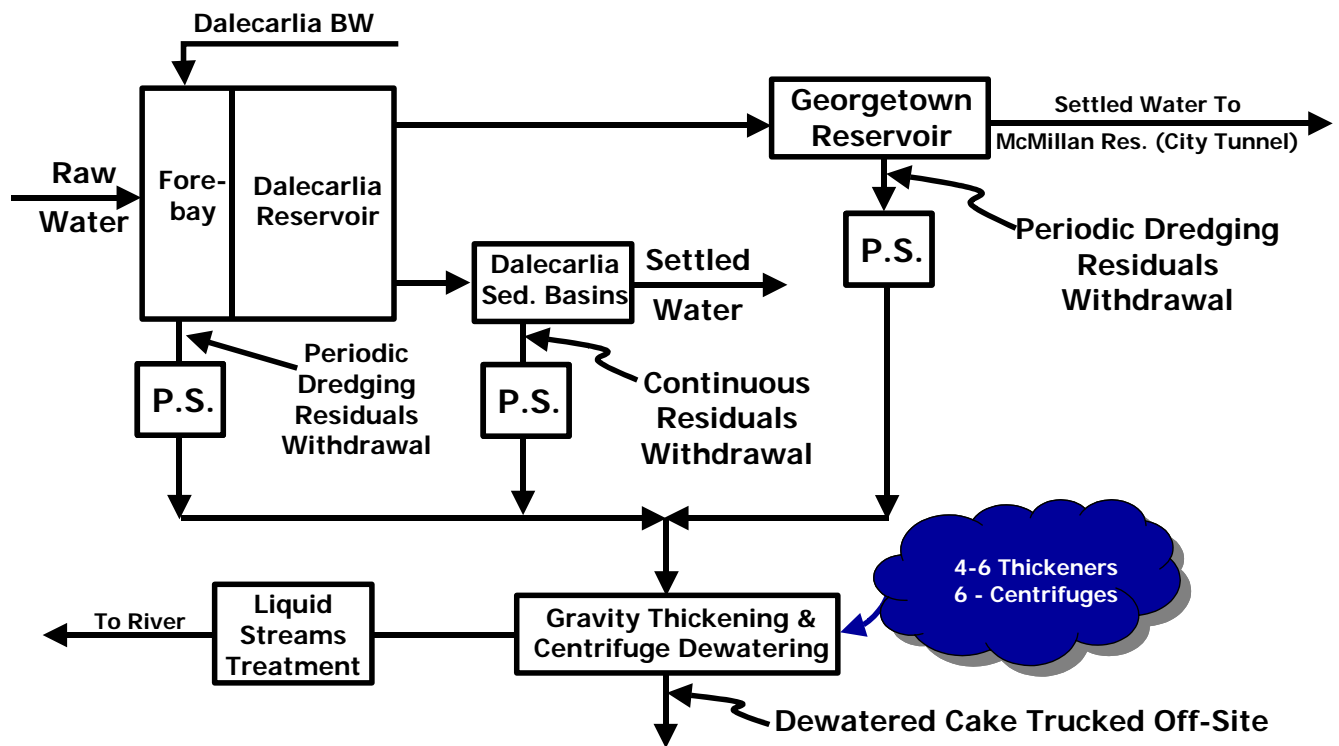 Dalecarlia BW
Raw
Water
Fore-
bay
Dalecarlia
Reservoir
Georgetown
Reservoir
Settled Water To
McMillan Res. (City Tunnel)
Dalecarlia
Sed. Basins
Settled
Water
P.S.
Periodic Dredging
Residuals
Withdrawal
P.S.
Periodic
Dredging
Residuals
Withdrawal
P.S.
Continuous
Residuals
Withdrawal
4-6 Thickeners
6 - Centrifuges
To River
Liquid
Streams
Treatment
Gravity Thickening &
Centrifuge Dewatering
Dewatered Cake Trucked Off-Site